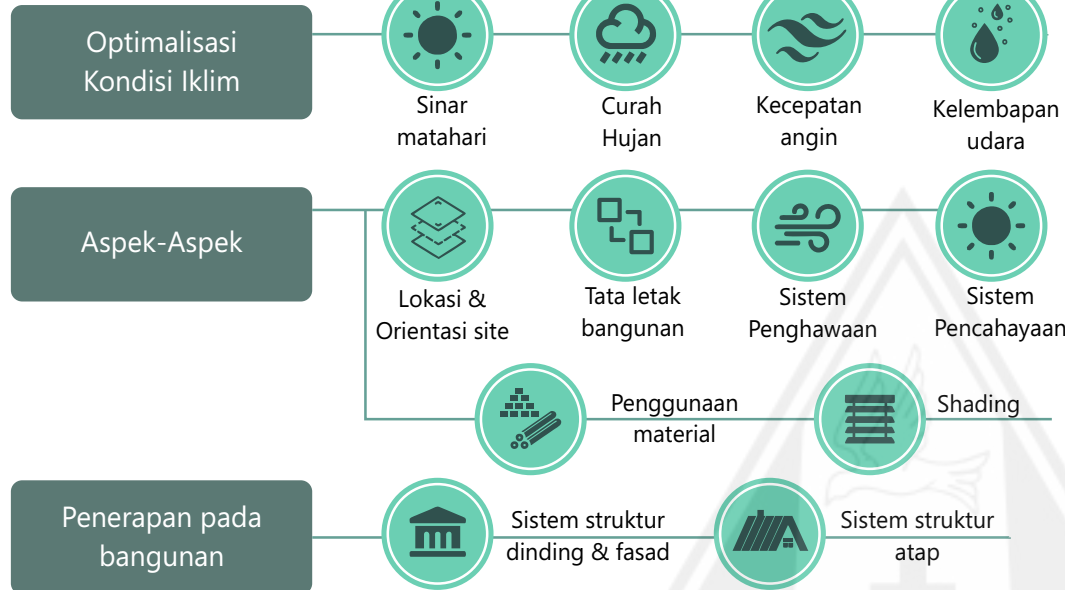 Optimalisasi
Kondisi Iklim
Sinar
matahari
Curah
Hujan
Kecepatan
angin
Kelembapan
udara
Aspek-Aspek
Lokasi &
Orientasi site
Tata letak
bangunan
Sistem
Penghawaan
Sistem
Pencahayaan
Penggunaan
material
Shading
Penerapan pada
bangunan
Sistem struktur
dinding & fasad
Sistem struktur
atap